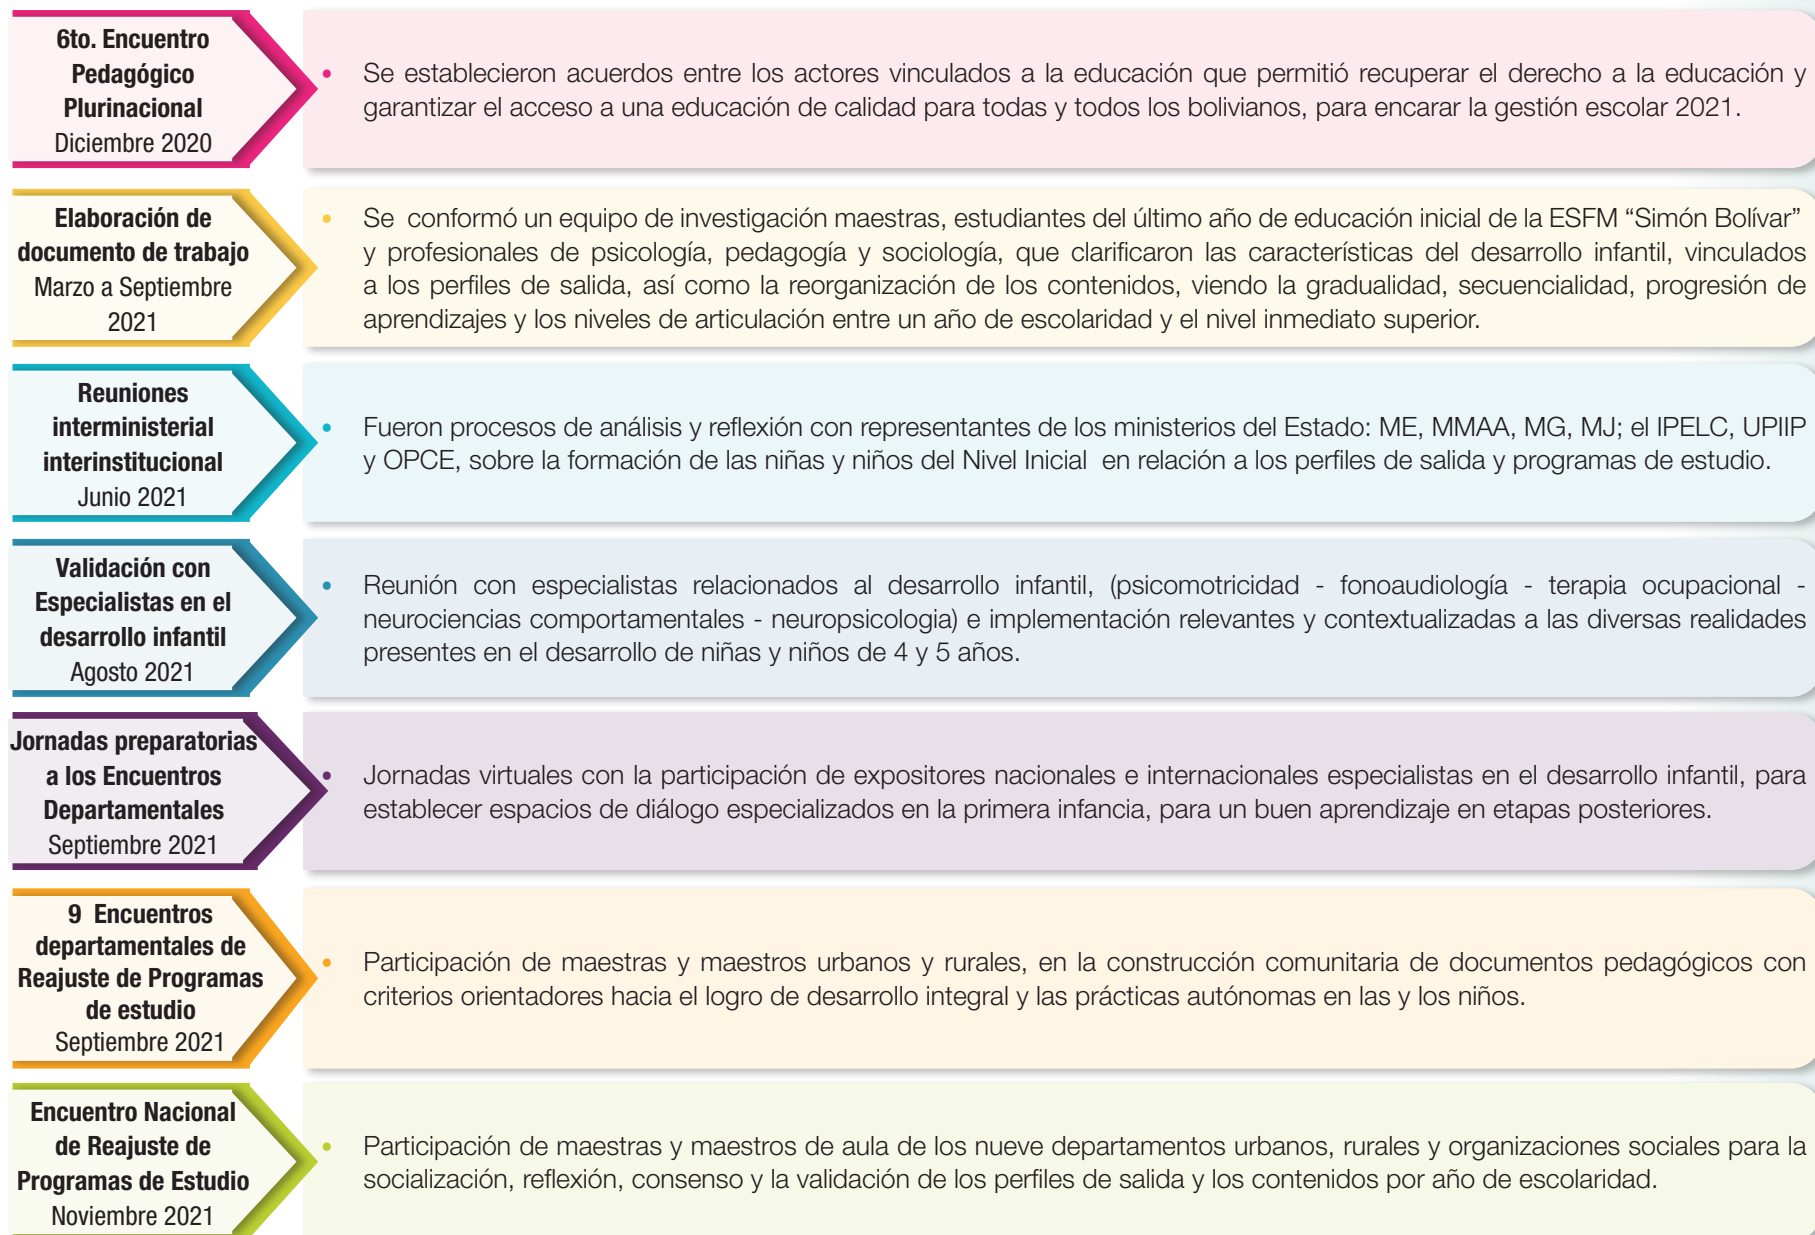 6to. Encuentro
Pedagógico
Plurinacional
Diciembre 2020
• Se establecieron acuerdos entre los actores vinculados a la educación que permitió recuperar el derecho a la educación y
garantizar el acceso a una educación de calidad para todas y todos los bolivianos, para encarar la gestión escolar 2021.
Elaboración de
documento de trabajo
Marzo a Septiembre
2021
• Se conformó un equipo de investigación maestras, estudiantes del último año de educación inicial de la ESFM “Simón Bolívar”
y profesionales de psicología, pedagogía y sociología, que clarificaron las características del desarrollo infantil, vinculados
a los perfiles de salida, así como la reorganización de los contenidos, viendo la gradualidad, secuencialidad, progresión de
aprendizajes y los niveles de articulación entre un año de escolaridad y el nivel inmediato superior.
Reuniones
interministerial
interinstitucional
Junio 2021
• Fueron procesos de análisis y reflexión con representantes de los ministerios del Estado: ME, MMAA, MG, MJ; el IPELC, UPIIP
y OPCE, sobre la formación de las niñas y niños del Nivel Inicial en relación a los perfiles de salida y programas de estudio.
Validación con
Especialistas en el
desarrollo infantil
Agosto 2021
• Reunión con especialistas relacionados al desarrollo infantil, (psicomotricidad - fonoaudiología - terapia ocupacional -
neurociencias comportamentales - neuropsicologia) e implementación relevantes y contextualizadas a las diversas realidades
presentes en el desarrollo de niñas y niños de 4 y 5 años.
Jornadas preparatorias
a los Encuentros
Departamentales
Septiembre 2021
• Jornadas virtuales con la participación de expositores nacionales e internacionales especialistas en el desarrollo infantil, para
establecer espacios de diálogo especializados en la primera infancia, para un buen aprendizaje en etapas posteriores.
9 Encuentros
departamentales de
Reajuste de Programas
de estudio
Septiembre 2021
• Participación de maestras y maestros urbanos y rurales, en la construcción comunitaria de documentos pedagógicos con
criterios orientadores hacia el logro de desarrollo integral y las prácticas autónomas en las y los niños.
Encuentro Nacional
de Reajuste de
Programas de Estudio
Noviembre 2021
• Participación de maestras y maestros de aula de los nueve departamentos urbanos, rurales y organizaciones sociales para la
socialización, reflexión, consenso y la validación de los perfiles de salida y los contenidos por año de escolaridad.